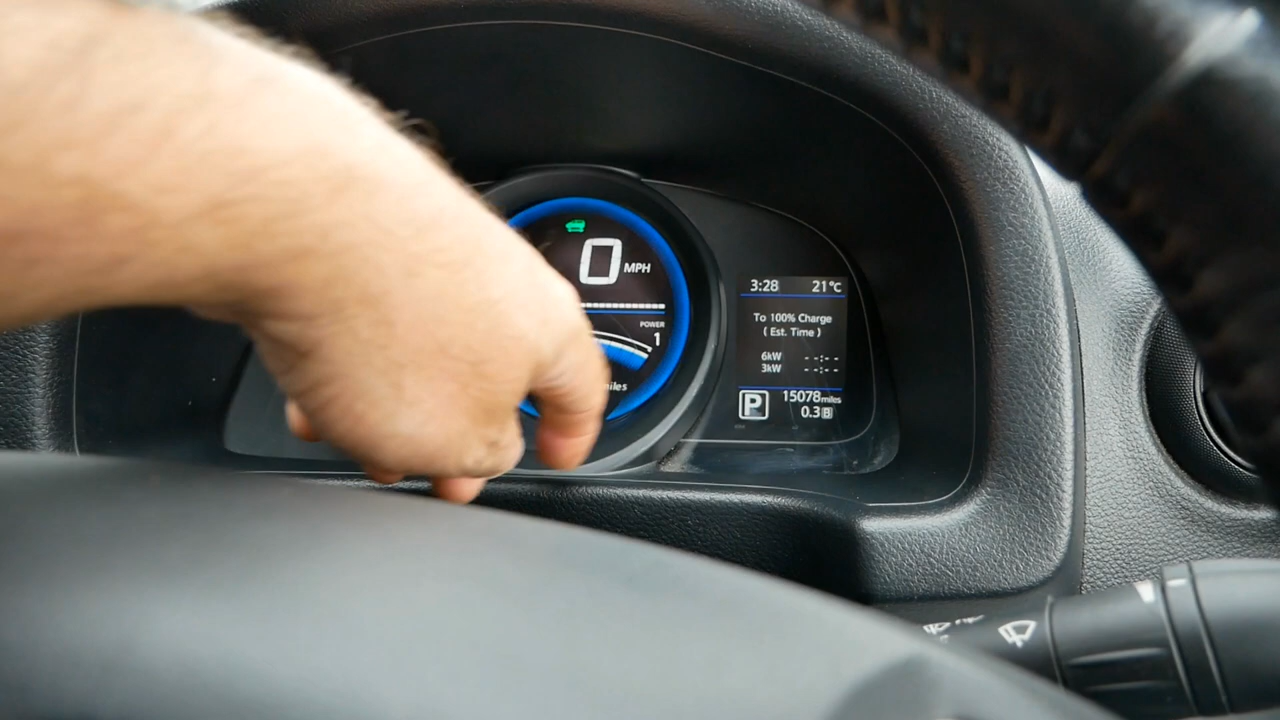 0 MPH
POWER
1
miles
3:28 21°C
To 100% Charge
( Est. Time )
6kW --:--
3kW --:--
P 15078miles
0.3 B